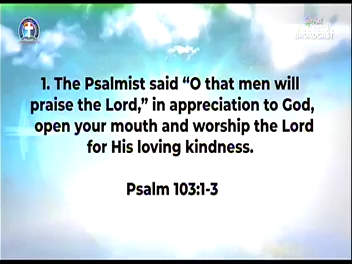 BROADCAST
1. The Psalmist said “O that men will
praise the Lord,” in appreciation to God,
open your mouth and worship the Lord
for His loving kindness.
Psalm 103:1-3